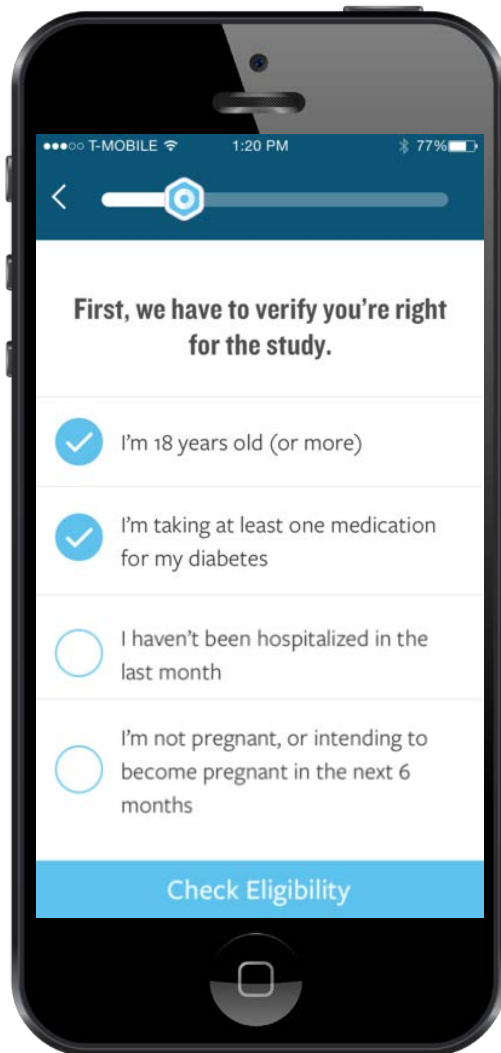 ●●●○○ T-MOBILE 1:20 PM 77%
First, we have to verify you're right
for the study.
I'm 18 years old (or more)
I'm taking at least one medication
for my diabetes
I haven't been hospitalized in the
last month
I'm not pregnant, or intending to
become pregnant in the next 6
months
Check Eligibility